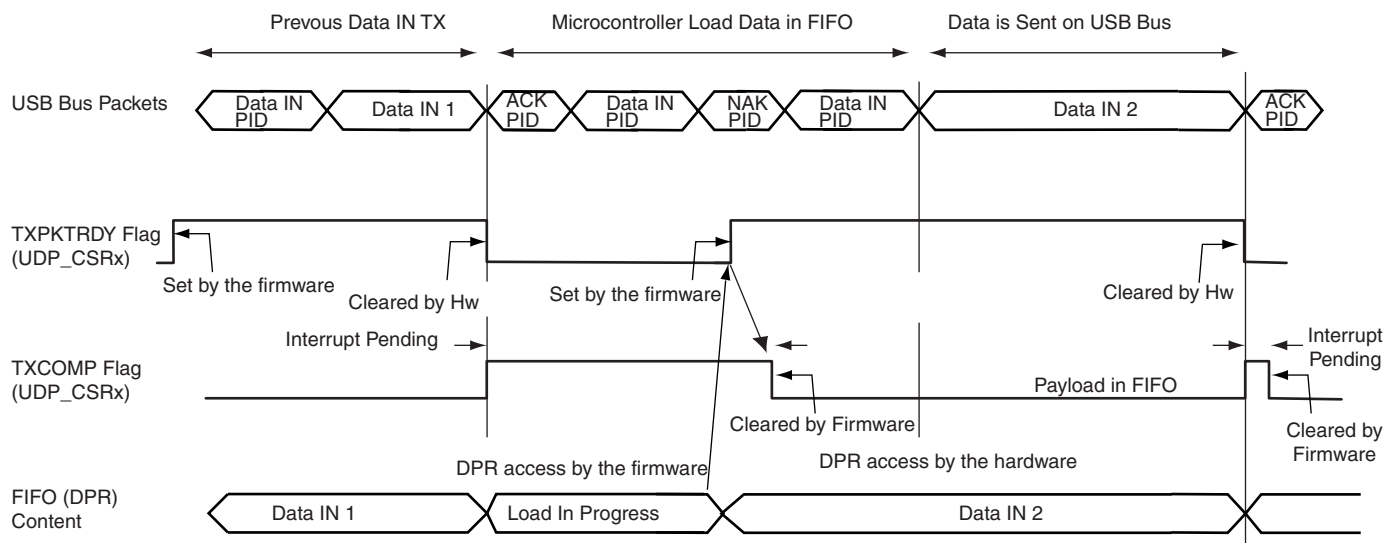 Prevous Data IN TX
Microcontroller Load Data in FIFO
Data is Sent on USB Bus
USB Bus Packets
Data IN
PID
Data IN 1
ACK
PID
Data IN
PID
NAK
PID
Data IN
PID
Data IN 2
ACK
PID
TXPKTRDY Flag
(UDP_CSRx)
Set by the firmware
Cleared by Hw
Set by the firmware
Cleared by Hw
Interrupt Pending
Interrupt
Pending
TXCOMP Flag
(UDP_CSRx)
Payload in FIFO
Cleared by Firmware
Cleared by
Firmware
DPR access by the firmware
DPR access by the hardware
FIFO (DPR)
Content
Data IN 1
Load In Progress
Data IN 2